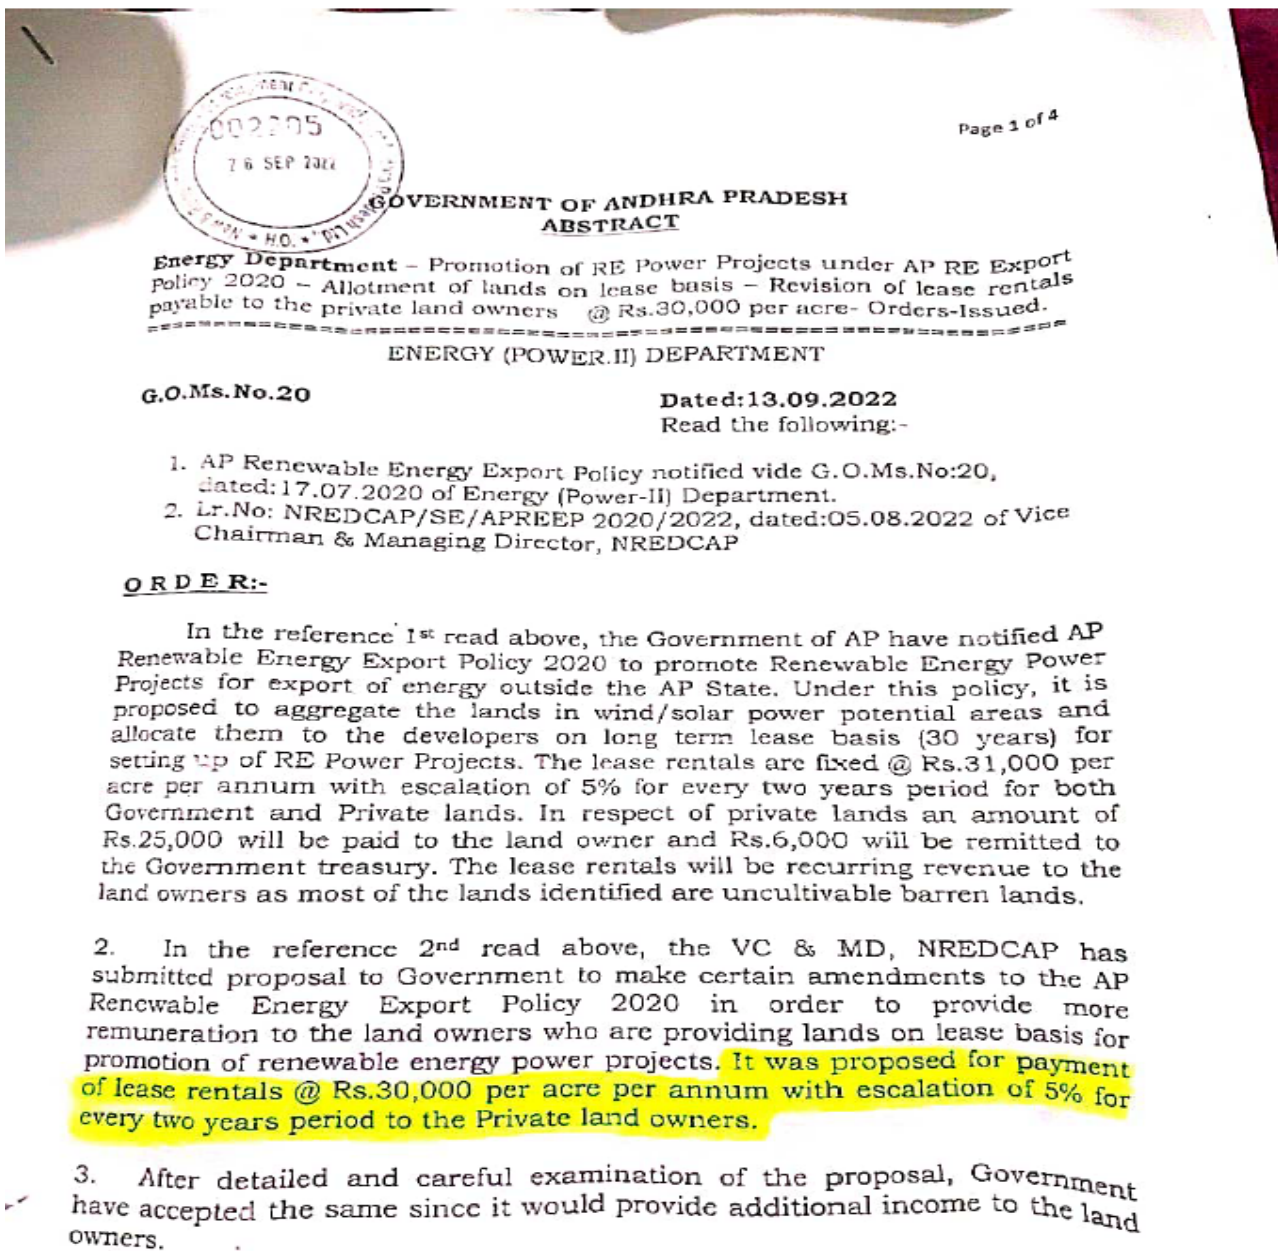 002205
26 SEP 2022
H.O.
Page 1 of 4
GOVERNMENT OF ANDHRA PRADESH
ABSTRACT
Energy Department – Promotion of RE Power Projects under AP RE Export
Policy 2020 – Allotment of lands on lease basis – Revision of lease rentals
payable to the private land owners @ Rs.30,000 per acre- Orders-Issued.
ENERGY (POWER.II) DEPARTMENT
G.O.Ms.No.20
Dated:13.09.2022
Read the following:-
1. AP Renewable Energy Export Policy notified vide G.O.Ms.No:20,
dated:17.07.2020 of Energy (Power-II) Department.
2. Lr.No: NREDCAP/SE/APREEP 2020/2022, dated:05.08.2022 of Vice
Chairman & Managing Director, NREDCAP
O R D E R:-
In the reference 1st read above, the Government of AP have notified AP
Renewable Energy Export Policy 2020 to promote Renewable Energy Power
Projects for export of energy outside the AP State. Under this policy, it is
proposed to aggregate the lands in wind/solar power potential areas and
allocate them to the developers on long term lease basis (30 years) for
setting up of RE Power Projects. The lease rentals are fixed @ Rs.31,000 per
acre per annum with escalation of 5% for every two years period for both
Government and Private lands. In respect of private lands an amount of
Rs.25,000 will be paid to the land owner and Rs.6,000 will be remitted to
the Government treasury. The lease rentals will be recurring revenue to the
land owners as most of the lands identified are uncultivable barren lands.
2. In the reference 2nd read above, the VC & MD, NREDCAP has
submitted proposal to Government to make certain amendments to the AP
Renewable Energy Export Policy 2020 in order to provide more
remuneration to the land owners who are providing lands on lease basis for
promotion of renewable energy power projects. It was proposed for payment
of lease rentals @ Rs.30,000 per acre per annum with escalation of 5% for
every two years period to the Private land owners.
3. After detailed and careful examination of the proposal, Government
have accepted the same since it would provide additional income to the land
owners.